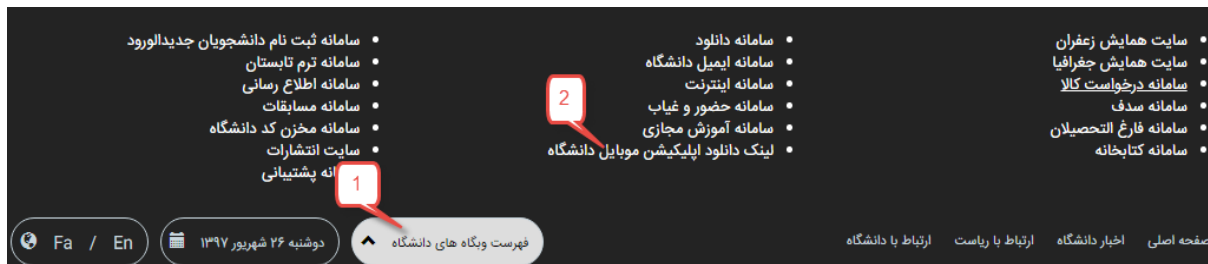 سایت همایش زعفران
سایت همایش جغرافیا
سامانه درخواست کالا
سامانه سدف
سامانه فارغ التحصیلان
سامانه کتابخانه
سامانه دانلود
سامانه ایمیل دانشگاه
سامانه اینترنت
سامانه حضور و غیاب
سامانه آموزش مجازی
لینک دانلود اپلیکیشن موبایل دانشگاه
2
سامانه ثبت نام دانشجویان جدیدالورود
سامانه ترم تابستان
سامانه اطلاع رسانی
سامانه مسابقات
سامانه مخزن کد دانشگاه
سایت انتشارات
انه پشتیبانی
1
صفحه اصلی اخبار دانشگاه ارتباط با ریاست ارتباط با دانشگاه
فهرست وبگاه های دانشگاه
دوشنبه ۲۶ شهریور ۱۳۹۷
Fa / En